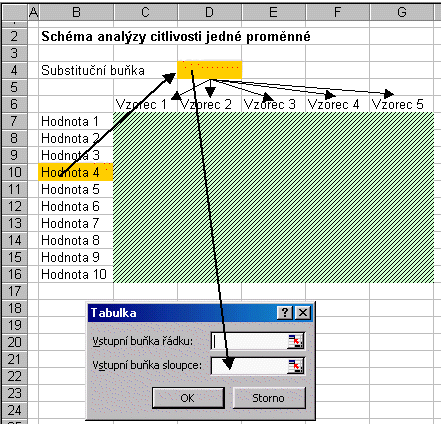 A B C D E F G
2 Schéma analýzy citlivosti jedné proměnné
3
4 Substituční buňka
5
6 Vzorec 1 Vzorec 2 Vzorec 3 Vzorec 4 Vzorec 5
7 Hodnota 1
8 Hodnota 2
9 Hodnota 3
10 Hodnota 4
11 Hodnota 5
12 Hodnota 6
13 Hodnota 7
14 Hodnota 8
15 Hodnota 9
16 Hodnota 10
17
18
19
20
21
22
23
24
Tabulka
Vstupní buňka řádku:
Vstupní buňka sloupce:
OK Storno